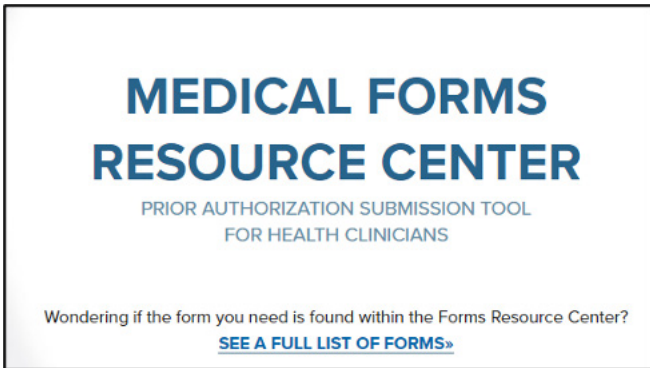 MEDICAL FORMS
RESOURCE CENTER
PRIOR AUTHORIZATION SUBMISSION TOOL
FOR HEALTH CLINICIANS
Wondering if the form you need is found within the Forms Resource Center?
SEE A FULL LIST OF FORMS»